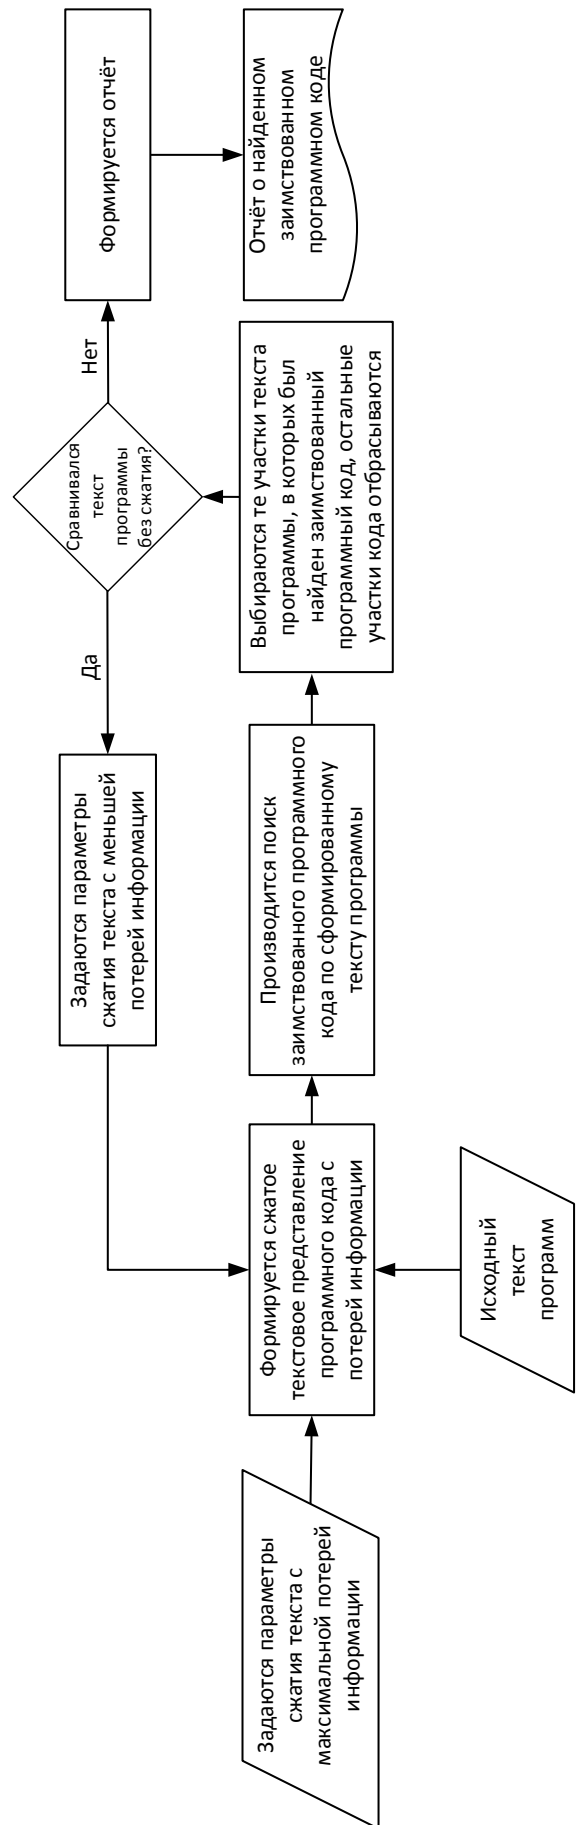 Задаются параметры
сжатия текста с
максимальной потерей
информации
Исходный
текст
программ
Формируется сжатое
текстовое представление
программного кода с
потерей информации
Производится поиск
заимствованного программного
кода по сформированному
тексту программы
Выбираются те участки текста
программы, в которых был
найден заимствованный
программный код, остальные
участки кода отбрасываются
Сравнивался
текст
программы
без сжатия?
Да
Задаются параметры
сжатия текста с меньшей
потерей информации
Нет
Формируется отчёт
Отчёт о найденном
заимствованном
программном коде